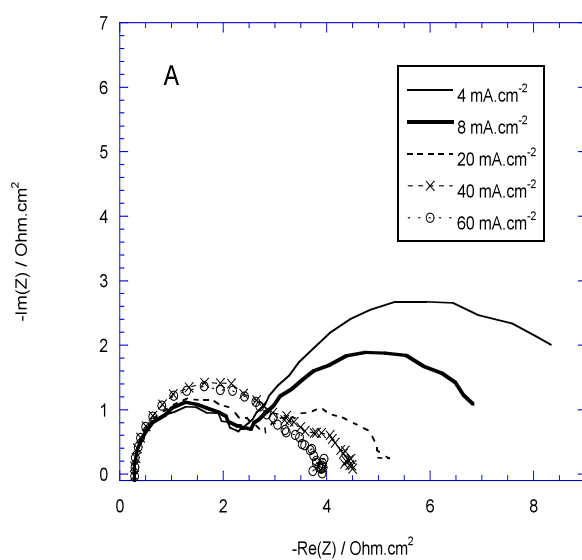 7
6
5
4
3
2
1
0
A
4 mA.cm⁻²
8 mA.cm⁻²
20 mA.cm⁻²
40 mA.cm⁻²
60 mA.cm⁻²
-Im(Z) / Ohm.cm²
0 2 4 6 8
-Re(Z) / Ohm.cm²